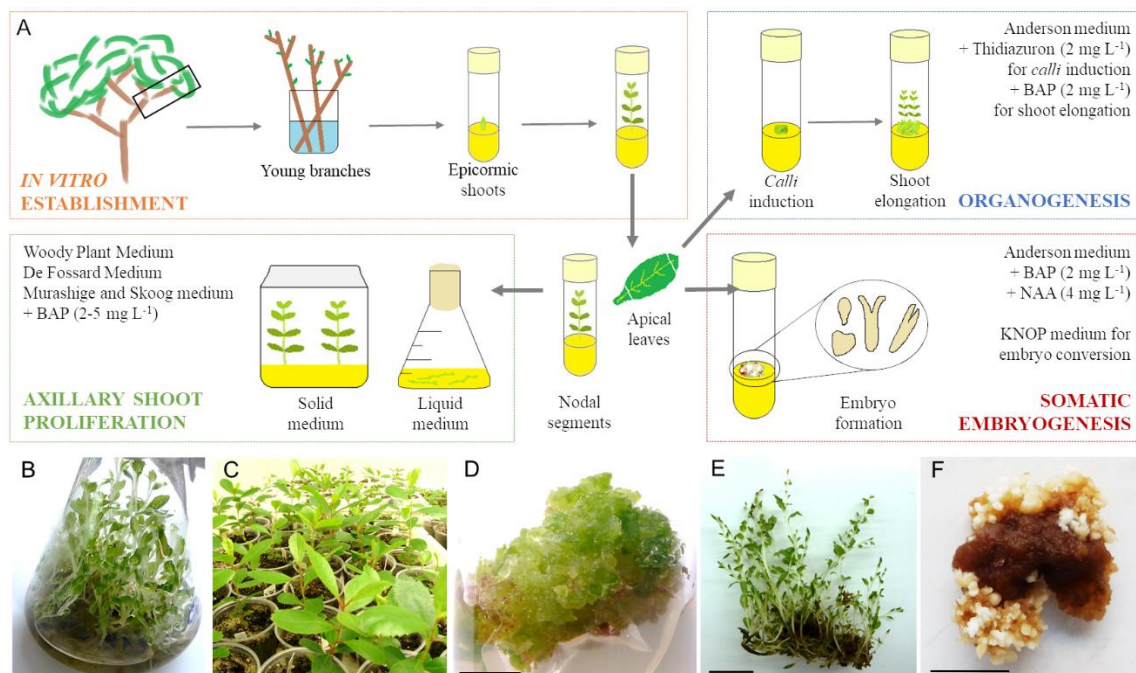 A
Young branches
Epicormic
shoots
IN VITRO
ESTABLISHMENT
Anderson medium
+ Thidiazuron (2 mg L⁻¹)
for calli induction
+ BAP (2 mg L⁻¹)
for shoot elongation
Calli
induction
Shoot
elongation
ORGANOGENESIS
Woody Plant Medium
De Fossard Medium
Murashige and Skoog medium
+ BAP (2-5 mg L⁻¹)
AXILLARY SHOOT
PROLIFERATION
Solid
medium
Liquid
medium
Nodal
segments
Apical
leaves
Anderson medium
+ BAP (2 mg L⁻¹)
+ NAA (4 mg L⁻¹)
KNOP medium for
embryo conversion
Embryo
formation
SOMATIC
EMBRYOGENESIS
B
C
D
E
F